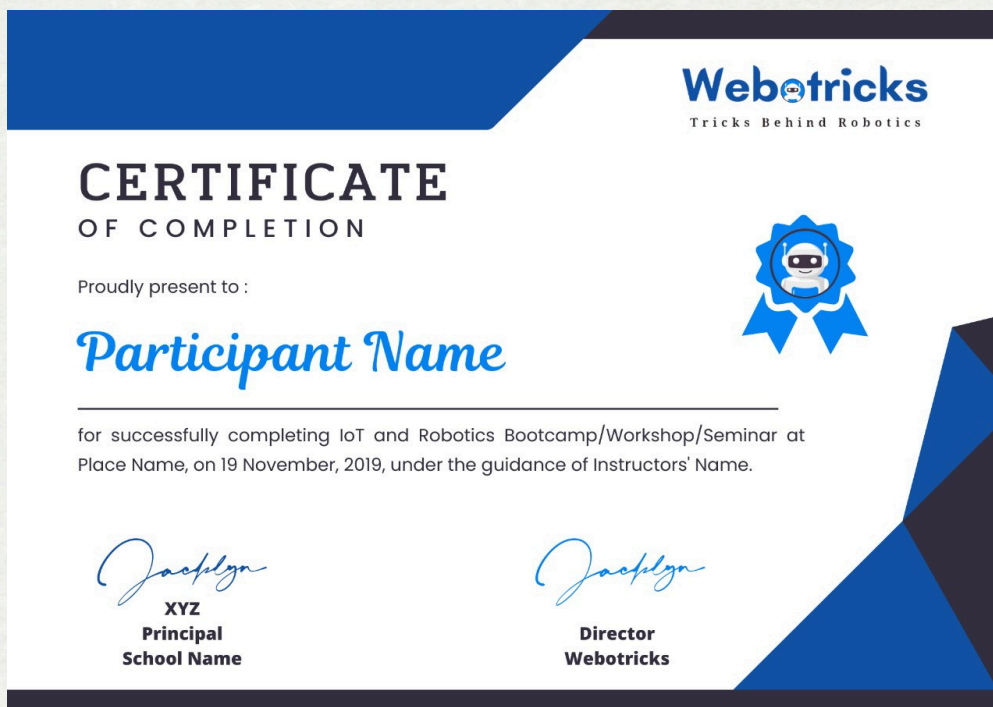 Webotricks
Tricks Behind Robotics
CERTIFICATE
OF COMPLETION
Proudly present to :
Participant Name
for successfully completing IoT and Robotics Bootcamp/Workshop/Seminar at
Place Name, on 19 November, 2019, under the guidance of Instructors' Name.
Jacplyn
Jacplyn
XYZ
Principal
School Name
Director
Webotricks